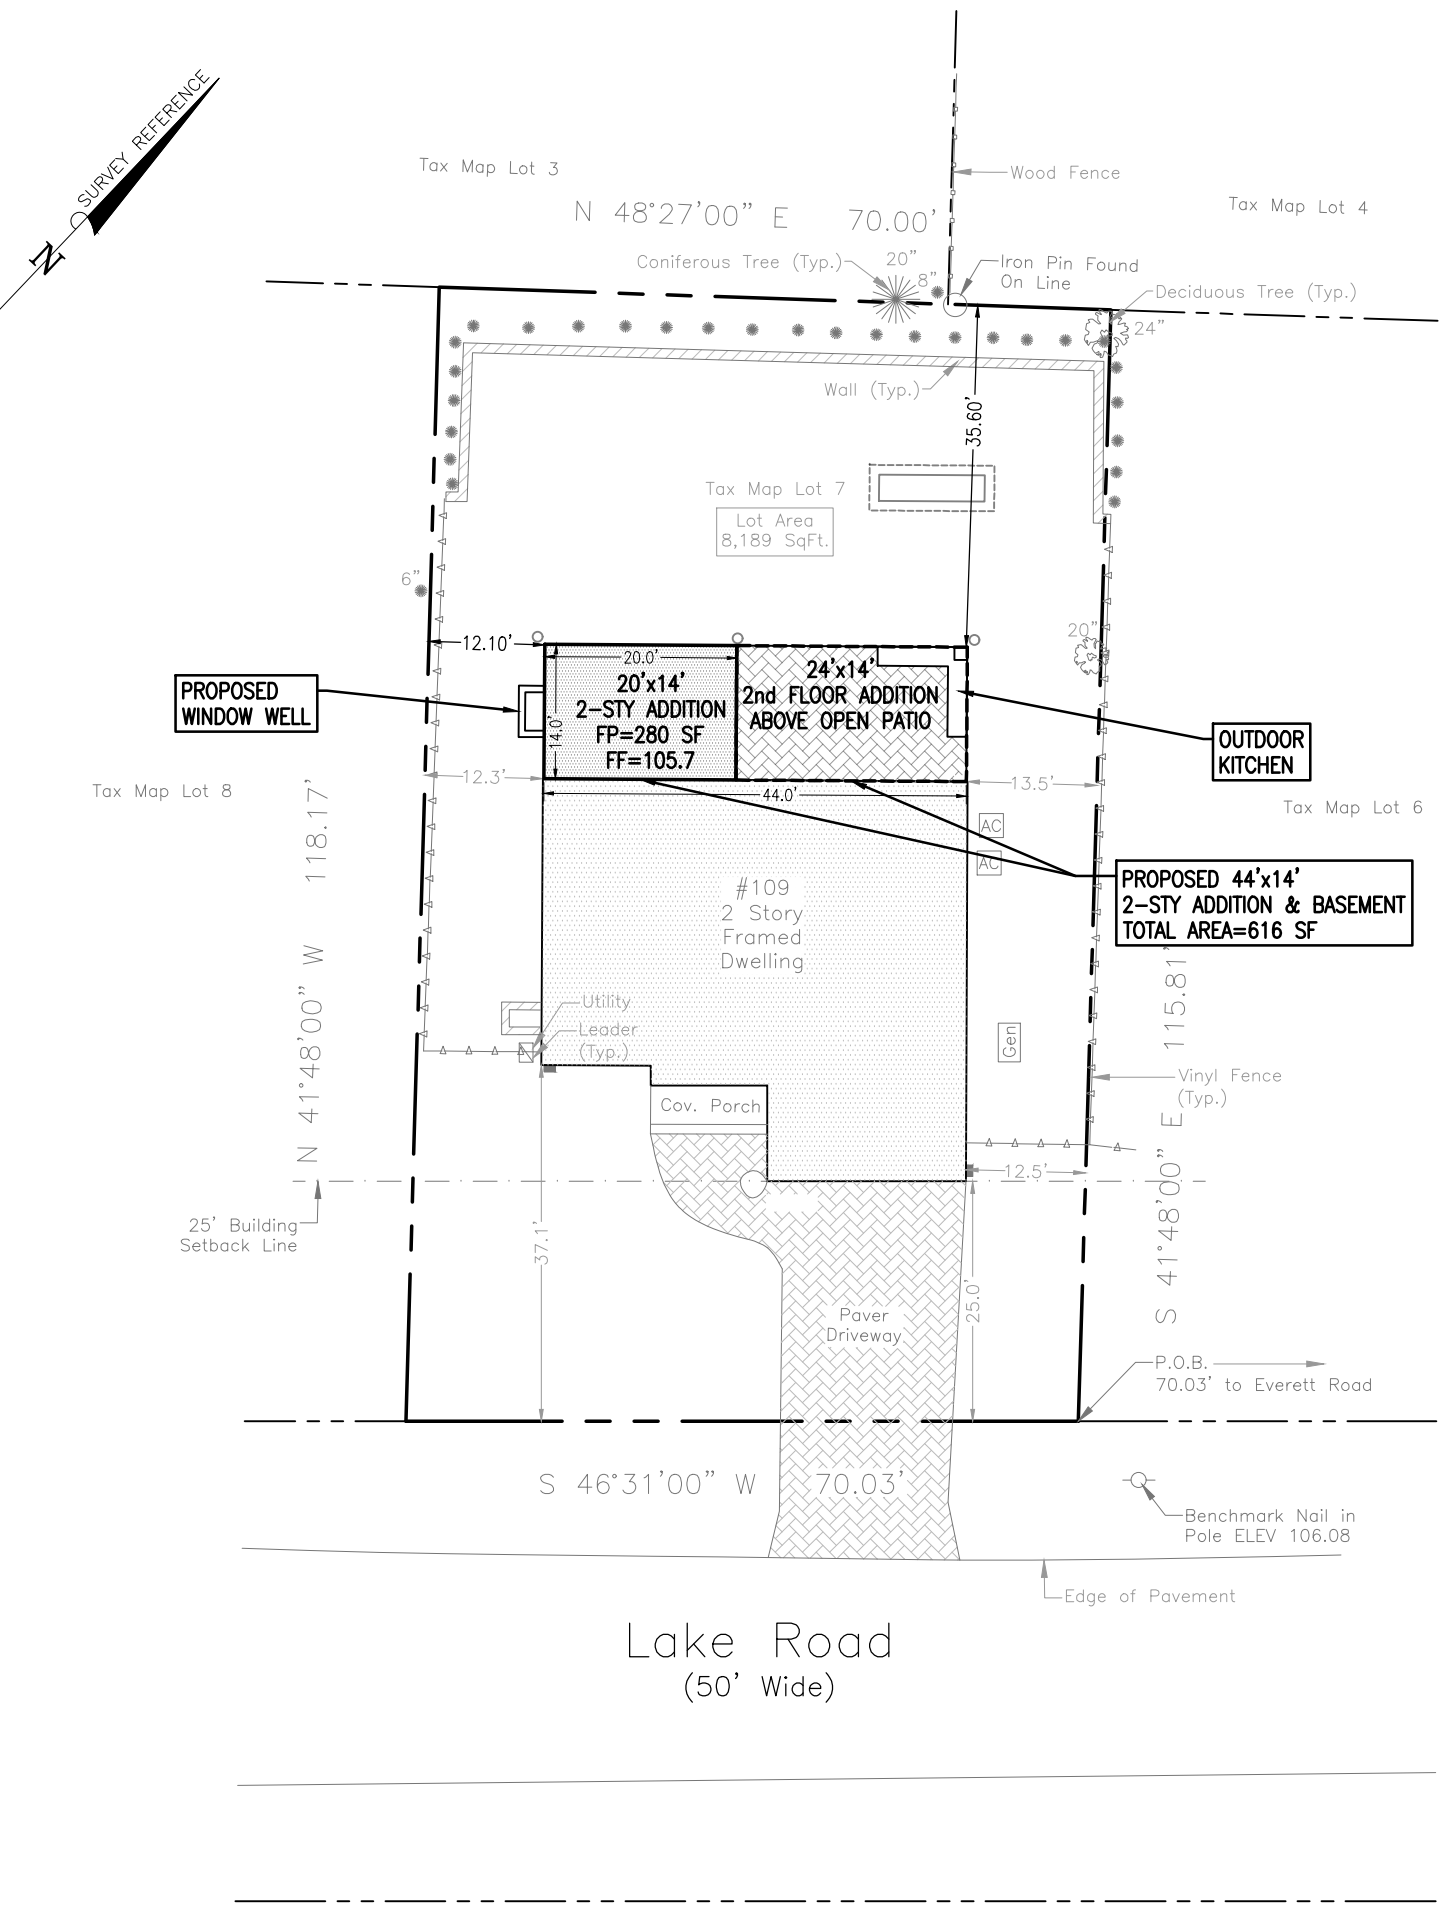 SURVEY REFERENCE
N
Tax Map Lot 3
Wood Fence
Tax Map Lot 4
N 48°27'00" E 70.00'
Coniferous Tree (Typ.)
20"
8"
Iron Pin Found
On Line
Deciduous Tree (Typ.)
24"
Wall (Typ.)
35.60'
Tax Map Lot 7
Lot Area
8,189 SqFt.
6"
12.10'
20"
20.0'
14.0'
20'x14'
2-STY ADDITION
FP=280 SF
FF=105.7
24'x14'
2nd FLOOR ADDITION
ABOVE OPEN PATIO
PROPOSED
WINDOW WELL
OUTDOOR
KITCHEN
12.3'
44.0'
13.5'
Tax Map Lot 8
Tax Map Lot 6
AC
AC
PROPOSED 44'x14'
2-STY ADDITION & BASEMENT
TOTAL AREA=616 SF
#109
2 Story
Framed
Dwelling
N 41°48'00" W 118.17'
S 41°48'00" E 115.81'
Utility
Leader
(Typ.)
Gen
Vinyl Fence
(Typ.)
Cov. Porch
12.5'
25' Building
Setback Line
37.1'
25.0'
Paver
Driveway
P.O.B.
70.03' to Everett Road
S 46°31'00" W 70.03'
Benchmark Nail in
Pole ELEV 106.08
Edge of Pavement
Lake Road
(50' Wide)